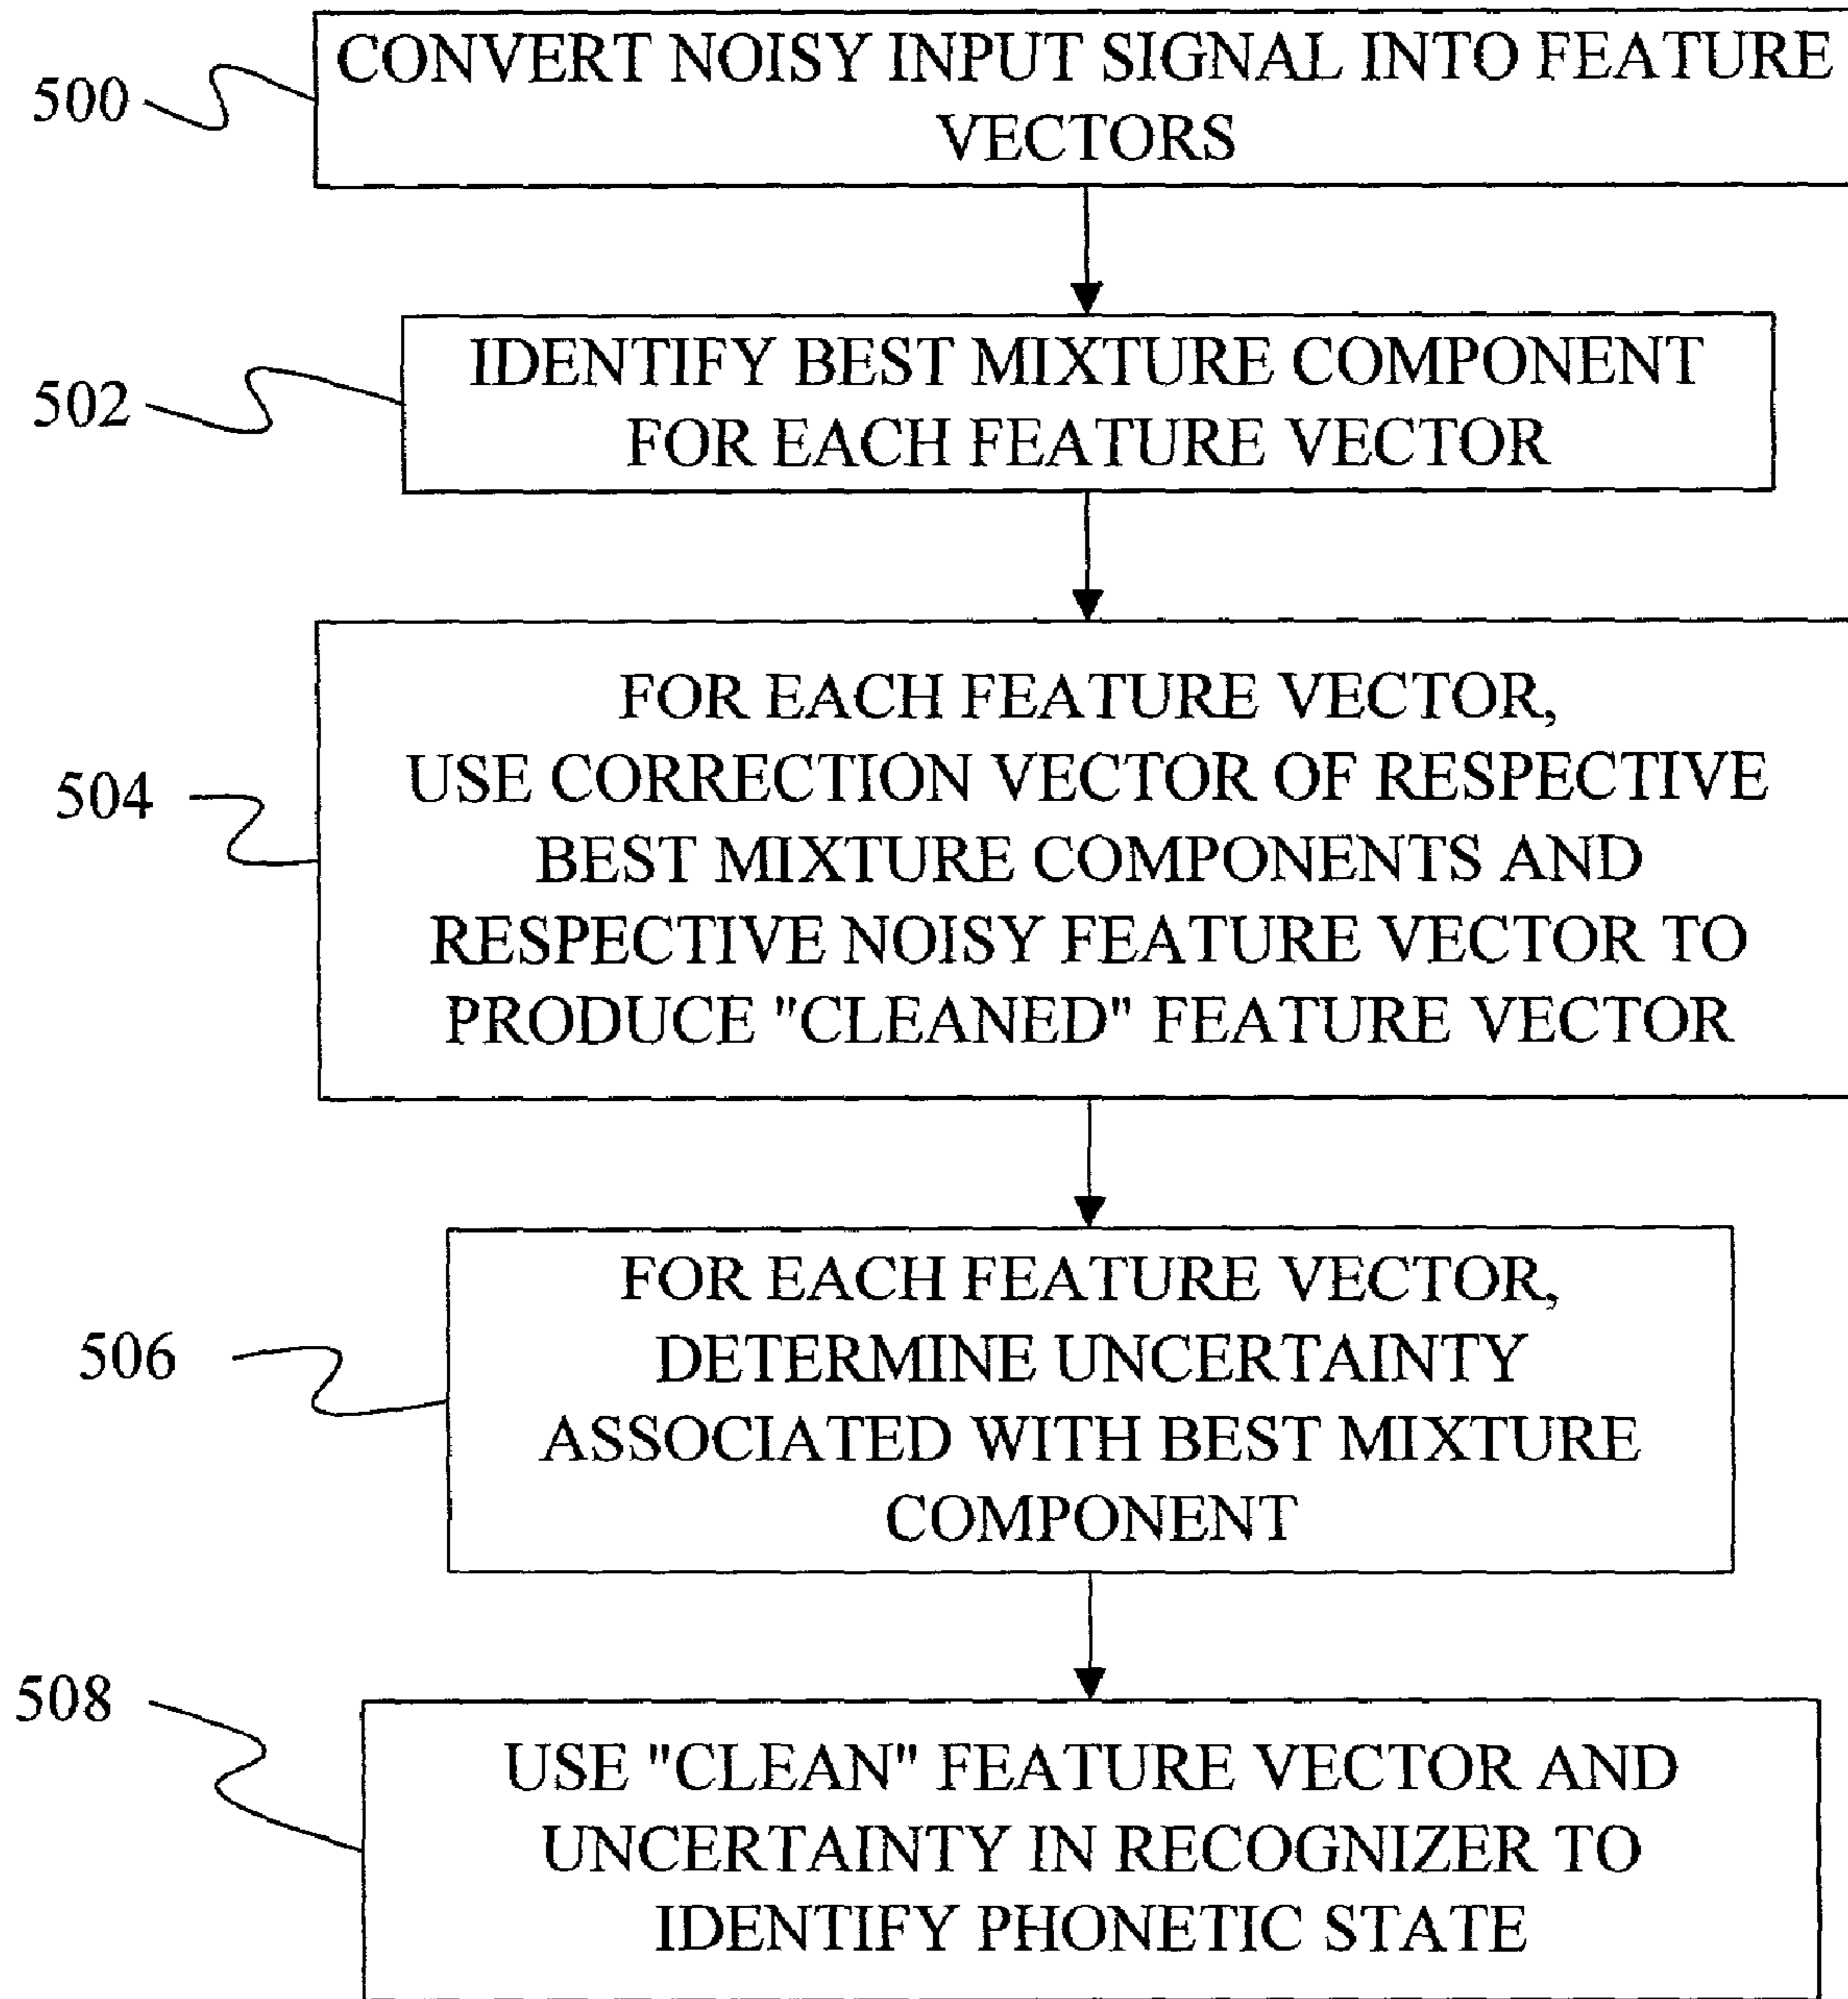 500
CONVERT NOISY INPUT SIGNAL INTO FEATURE
VECTORS
502
IDENTIFY BEST MIXTURE COMPONENT
FOR EACH FEATURE VECTOR
504
FOR EACH FEATURE VECTOR,
USE CORRECTION VECTOR OF RESPECTIVE
BEST MIXTURE COMPONENTS AND
RESPECTIVE NOISY FEATURE VECTOR TO
PRODUCE "CLEANED" FEATURE VECTOR
506
FOR EACH FEATURE VECTOR,
DETERMINE UNCERTAINTY
ASSOCIATED WITH BEST MIXTURE
COMPONENT
508
USE "CLEAN" FEATURE VECTOR AND
UNCERTAINTY IN RECOGNIZER TO
IDENTIFY PHONETIC STATE